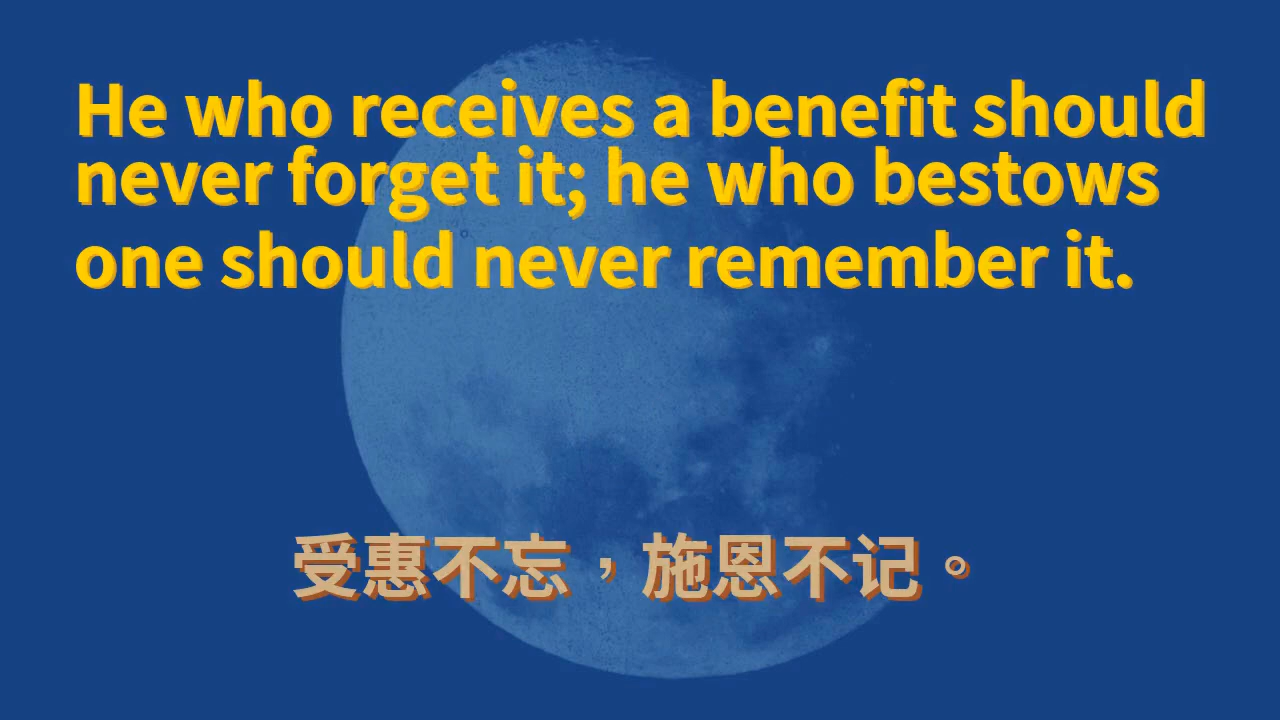 He who receives a benefit should
never forget it; he who bestows
one should never remember it.
受惠不忘，施恩不记。